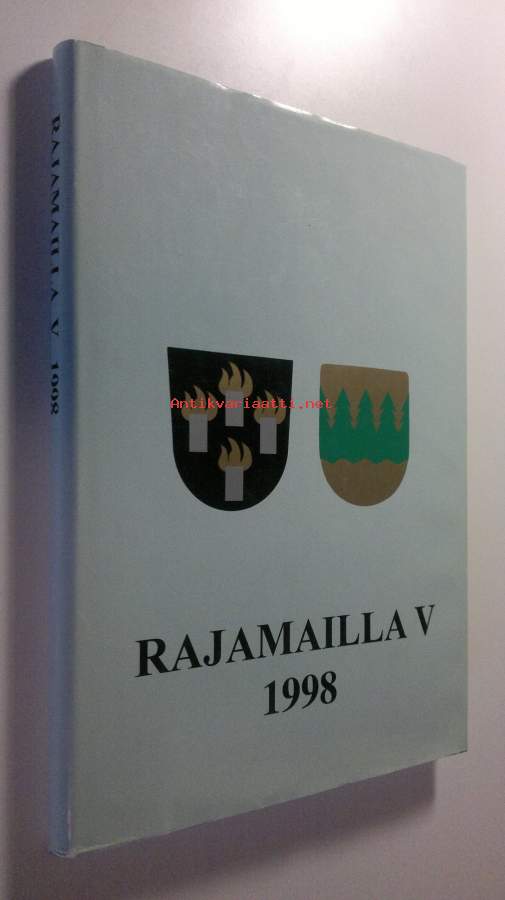 RAJAMAILLA V 1998
Antikvariaatti.net
RAJAMAILLA V
1998